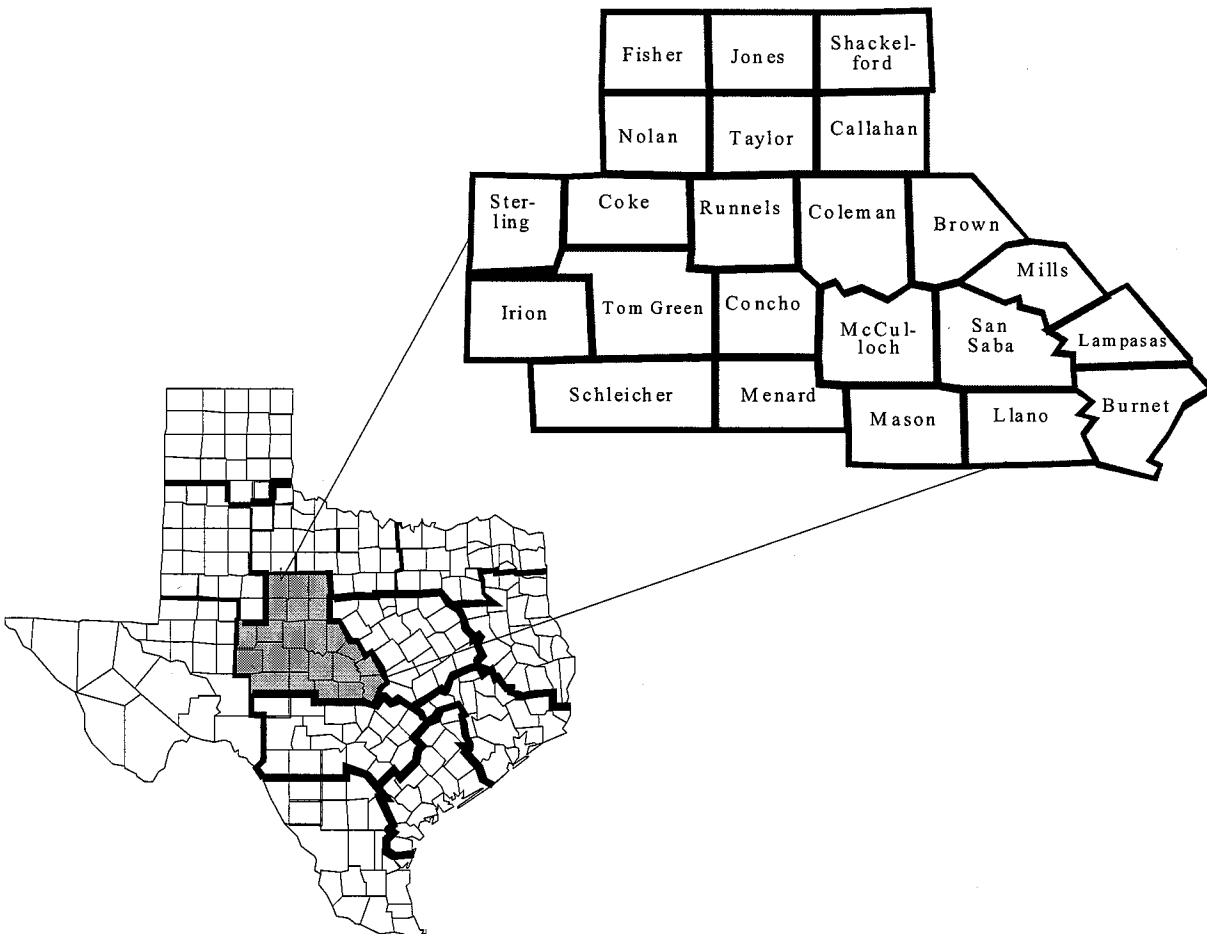 Fisher
Jones
Shackel-
ford
Nolan
Taylor
Callahan
Ster-
ling
Coke
Runnels
Coleman
Brown
Mills
Irion
Tom Green
Concho
McCul-
loch
San
Saba
Lampasas
Schleicher
Menard
Mason
Llano
Burnet